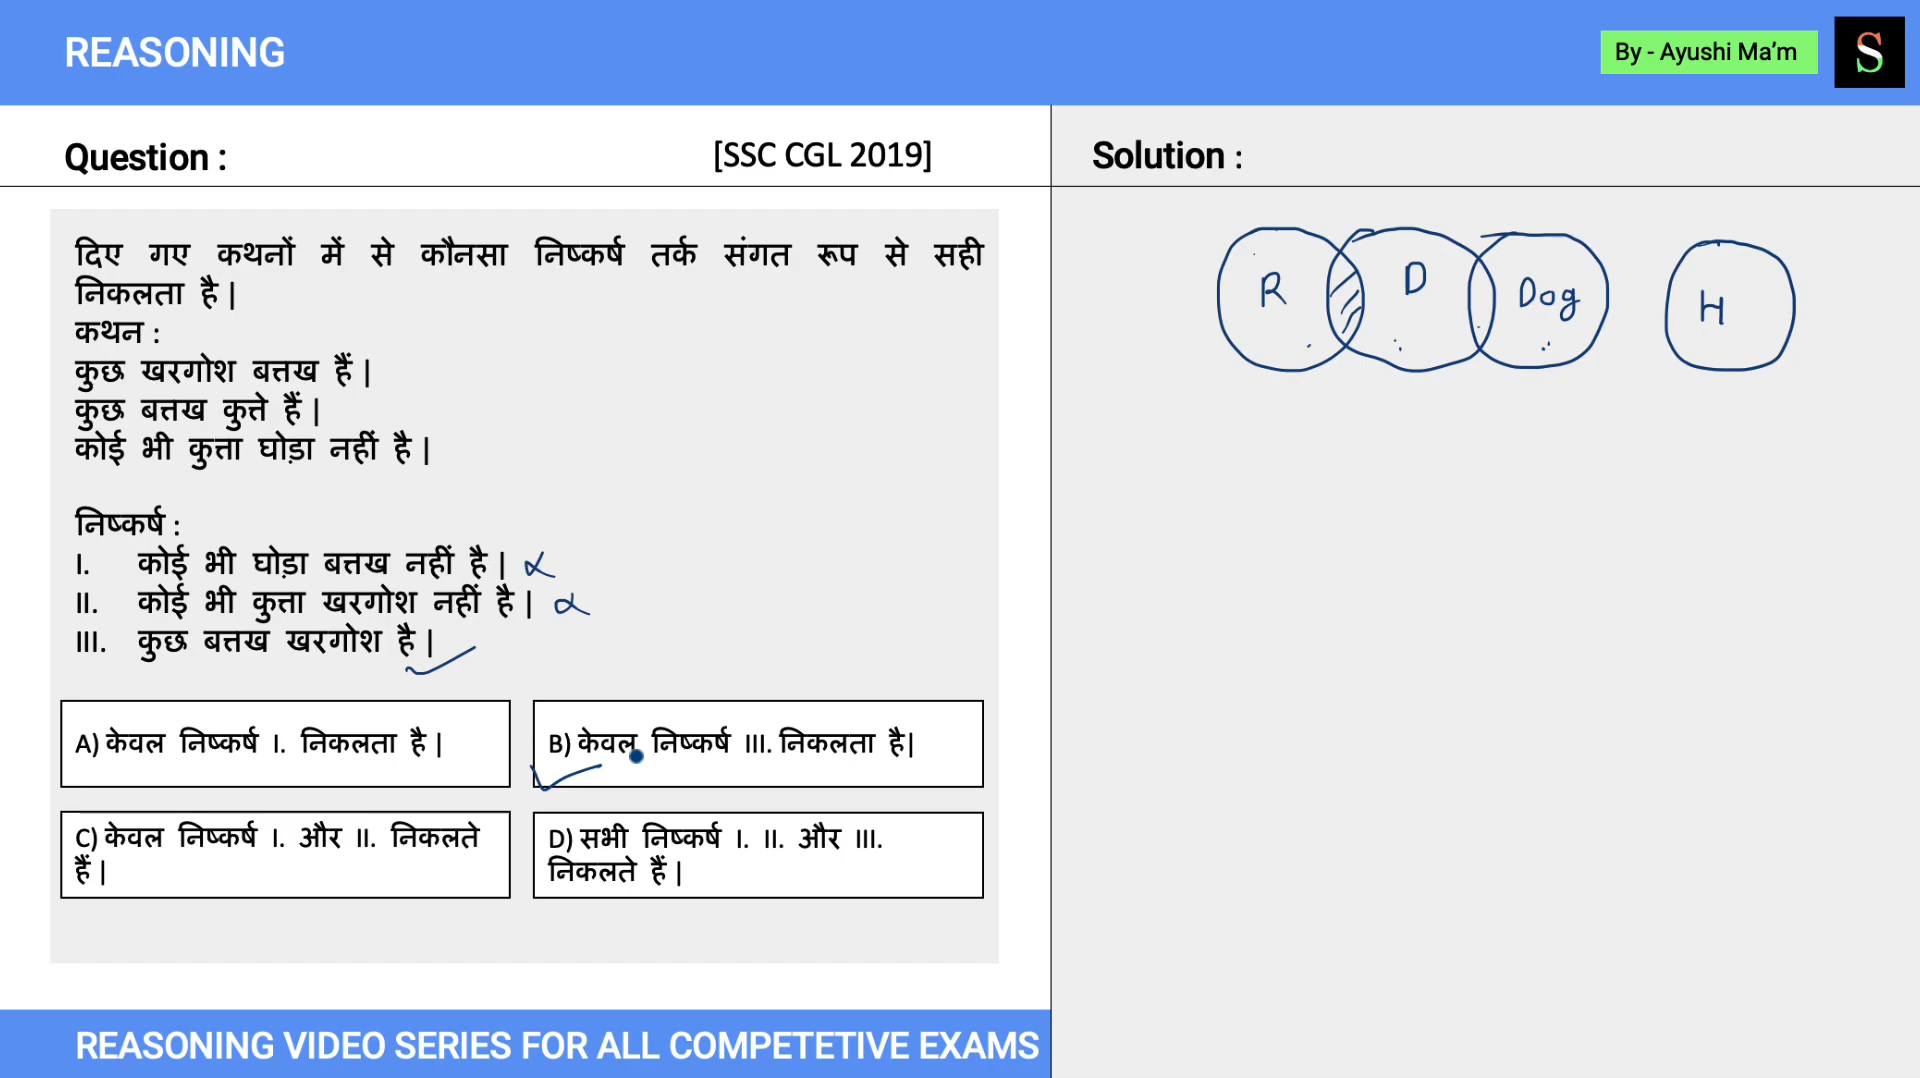 REASONING
By - Ayushi Ma’m
S
Question :
[SSC CGL 2019]
Solution :
दिए गए कथनों में से कौनसा निष्कर्ष तर्क संगत रूप से सही
निकलता है |
कथन :
कुछ खरगोश बत्तख हैं |
कुछ बत्तख कुत्ते हैं |
कोई भी कुत्ता घोड़ा नहीं है |
निष्कर्ष :
I. कोई भी घोड़ा बत्तख नहीं है |
II. कोई भी कुत्ता खरगोश नहीं है |
III. कुछ बत्तख खरगोश है |
A) केवल निष्कर्ष I. निकलता है |
B) केवल निष्कर्ष III. निकलता है|
C) केवल निष्कर्ष I. और II. निकलते
हैं |
D) सभी निष्कर्ष I. II. और III.
निकलते हैं |
R D Dog H
REASONING VIDEO SERIES FOR ALL COMPETETIVE EXAMS